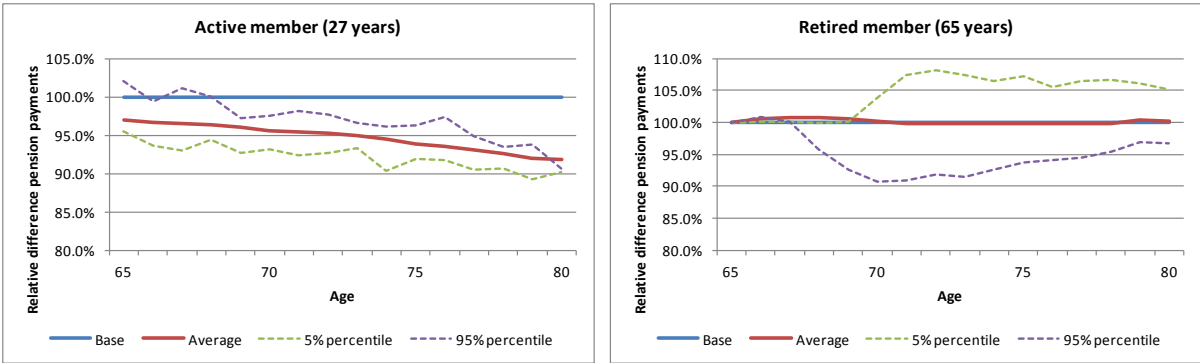 Active member (27 years)
Relative difference pension payments
105.0%
100.0%
95.0%
90.0%
85.0%
80.0%
65 70 75 80
Age
Base Average 5% percentile 95% percentile
Retired member (65 years)
Relative difference pension payments
110.0%
105.0%
100.0%
95.0%
90.0%
85.0%
80.0%
65 70 75 80
Age
Base Average 5% percentile 95% percentile